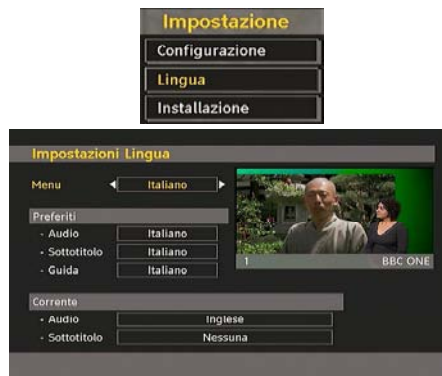 Impostazione
Configurazione
Lingua
Installazione
Impostazioni Lingua
Menu Italiano
Preferiti
- Audio Italiano
- Sottotitolo Italiano
- Guida Italiano
1 BBC ONE
Corrente
- Audio Inglese
- Sottotitolo Nessuna